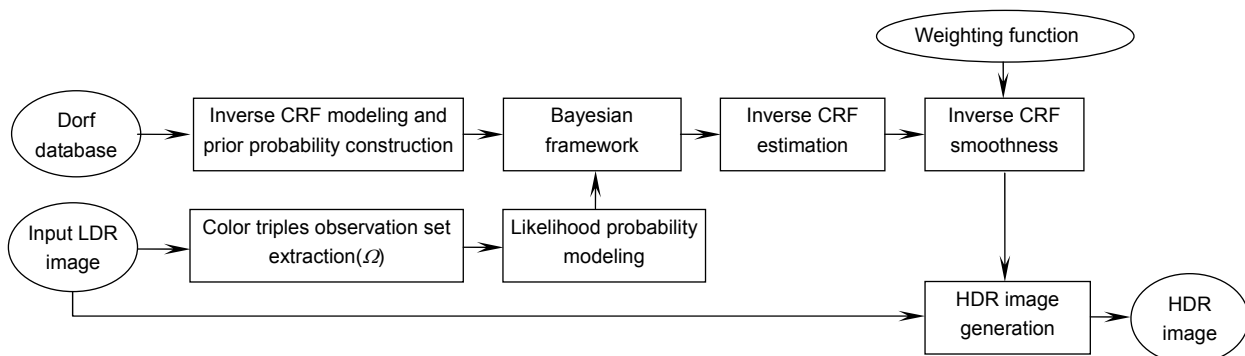 Weighting function
Dorf
database
Inverse CRF modeling and
prior probability construction
Bayesian
framework
Inverse CRF
estimation
Inverse CRF
smoothness
Input LDR
image
Color triples observation set
extraction(Ω)
Likelihood probability
modeling
HDR image
generation
HDR
image